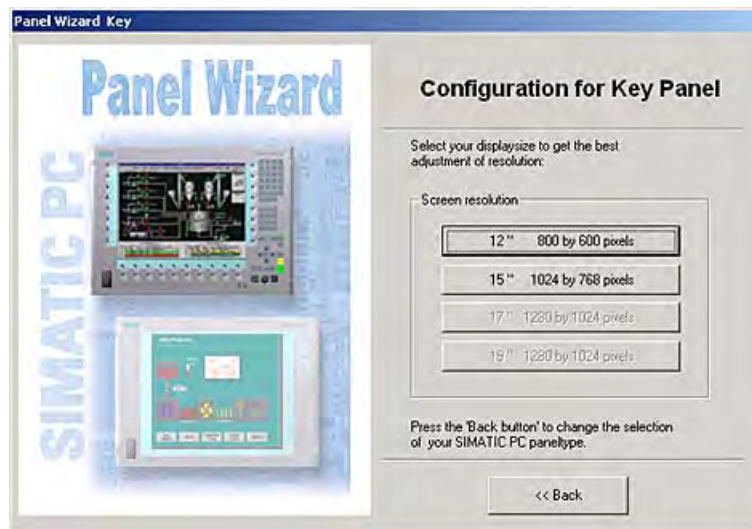 Panel Wizard Key
Panel Wizard
SIMATIC PC
Configuration for Key Panel
Select your displaysize to get the best
adjustment of resolution:
Screen resolution
12" 800 by 600 pixels
15" 1024 by 768 pixels
17" 1280 by 1024 pixels
19" 1280 by 1024 pixels
Press the 'Back button' to change the selection
of your SIMATIC PC paneltype.
<< Back